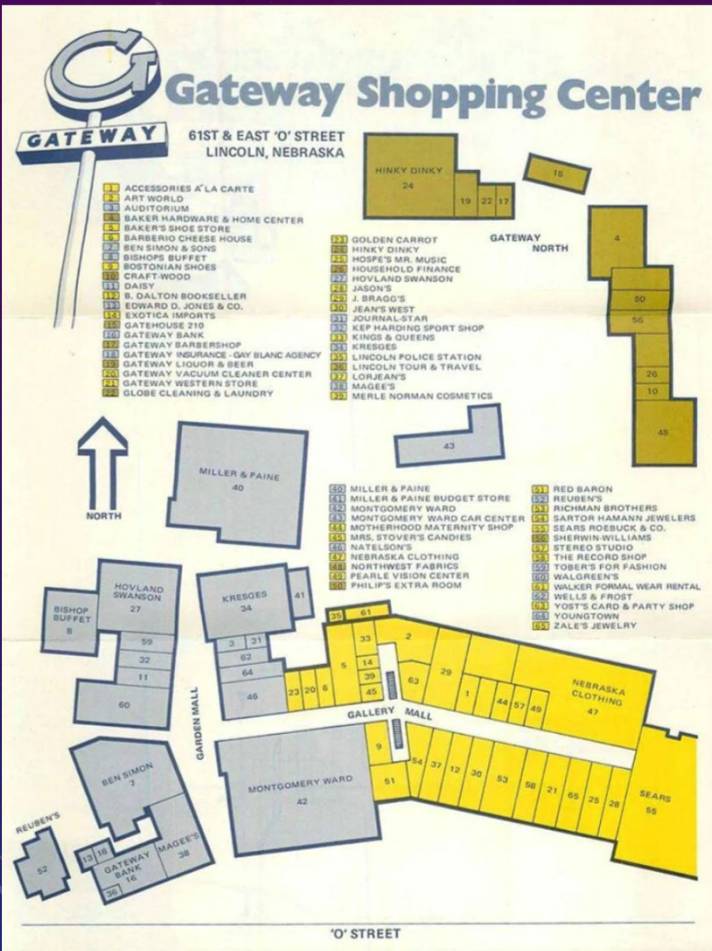 GATEWAY
Gateway Shopping Center
61ST & EAST 'O' STREET
LINCOLN, NEBRASKA
1 ACCESSORIES A' LA CARTE
2 ART WORLD
3 AUDITORIUM
4 BAKER HARDWARE & HOME CENTER
5 BAKER'S SHOE STORE
6 BARBERIO CHEESE HOUSE
7 BEN SIMON & SONS
8 BISHOPS BUFFET
9 BOSTONIAN SHOES
10 CRAFT-WOOD
11 DAISY
12 B. DALTON BOOKSELLER
13 EDWARD D. JONES & CO.
14 EXOTICA IMPORTS
15 GATEHOUSE 210
16 GATEWAY BANK
17 GATEWAY BARBERSHOP
18 GATEWAY INSURANCE - GAY BLANC AGENCY
19 GATEWAY LIQUOR & BEER
20 GATEWAY VACUUM CLEANER CENTER
21 GATEWAY WESTERN STORE
22 GLOBE CLEANING & LAUNDRY
23 GOLDEN CARROT
24 HINKY DINKY
25 HOSPE'S MR. MUSIC
26 HOUSEHOLD FINANCE
27 HOVLAND SWANSON
28 JASON'S
29 J. BRAGG'S
30 JEAN'S WEST
31 JOURNAL-STAR
32 KEP HARDING SPORT SHOP
33 KINGS & QUEENS
34 KRESGES
35 LINCOLN POLICE STATION
36 LINCOLN TOUR & TRAVEL
37 LORJEAN'S
38 MAGEE'S
39 MERLE NORMAN COSMETICS
HINKY DINKY
24
19
22
17
15
GATEWAY
NORTH
4
50
56
26
10
48
NORTH
MILLER & PAINE
40
43
40 MILLER & PAINE
41 MILLER & PAINE BUDGET STORE
42 MONTGOMERY WARD
43 MONTGOMERY WARD CAR CENTER
44 MOTHERHOOD MATERNITY SHOP
45 MRS. STOVER'S CANDIES
46 NATELSON'S
47 NEBRASKA CLOTHING
48 NORTHWEST FABRICS
49 PEARLE VISION CENTER
50 PHILIP'S EXTRA ROOM
51 RED BARON
52 REUBEN'S
53 RICHMAN BROTHERS
54 SARTOR HAMANN JEWELERS
55 SEARS ROEBUCK & CO.
56 SHERWIN-WILLIAMS
57 STEREO STUDIO
58 THE RECORD SHOP
59 TOBER'S FOR FASHION
60 WALGREEN'S
61 WALKER FORMAL WEAR RENTAL
62 WELLS & FROST
63 YOST'S CARD & PARTY SHOP
64 YOUNGTOWN
65 ZALE'S JEWELRY
BISHOP
BUFFET
8
HOVLAND
SWANSON
27
59
32
11
60
KRESGES
34
41
3
31
62
64
46
GARDEN MALL
35
61
33
5
14
39
45
23
20
6
2
63
29
1
44
57
49
NEBRASKA
CLOTHING
47
GALLERY MALL
9
51
54
37
12
30
53
58
21
65
25
28
SEARS
55
MONTGOMERY WARD
42
BEN SIMON
7
REUBEN'S
52
13
18
GATEWAY
BANK
16
36
MAGEE'S
38
'O' STREET